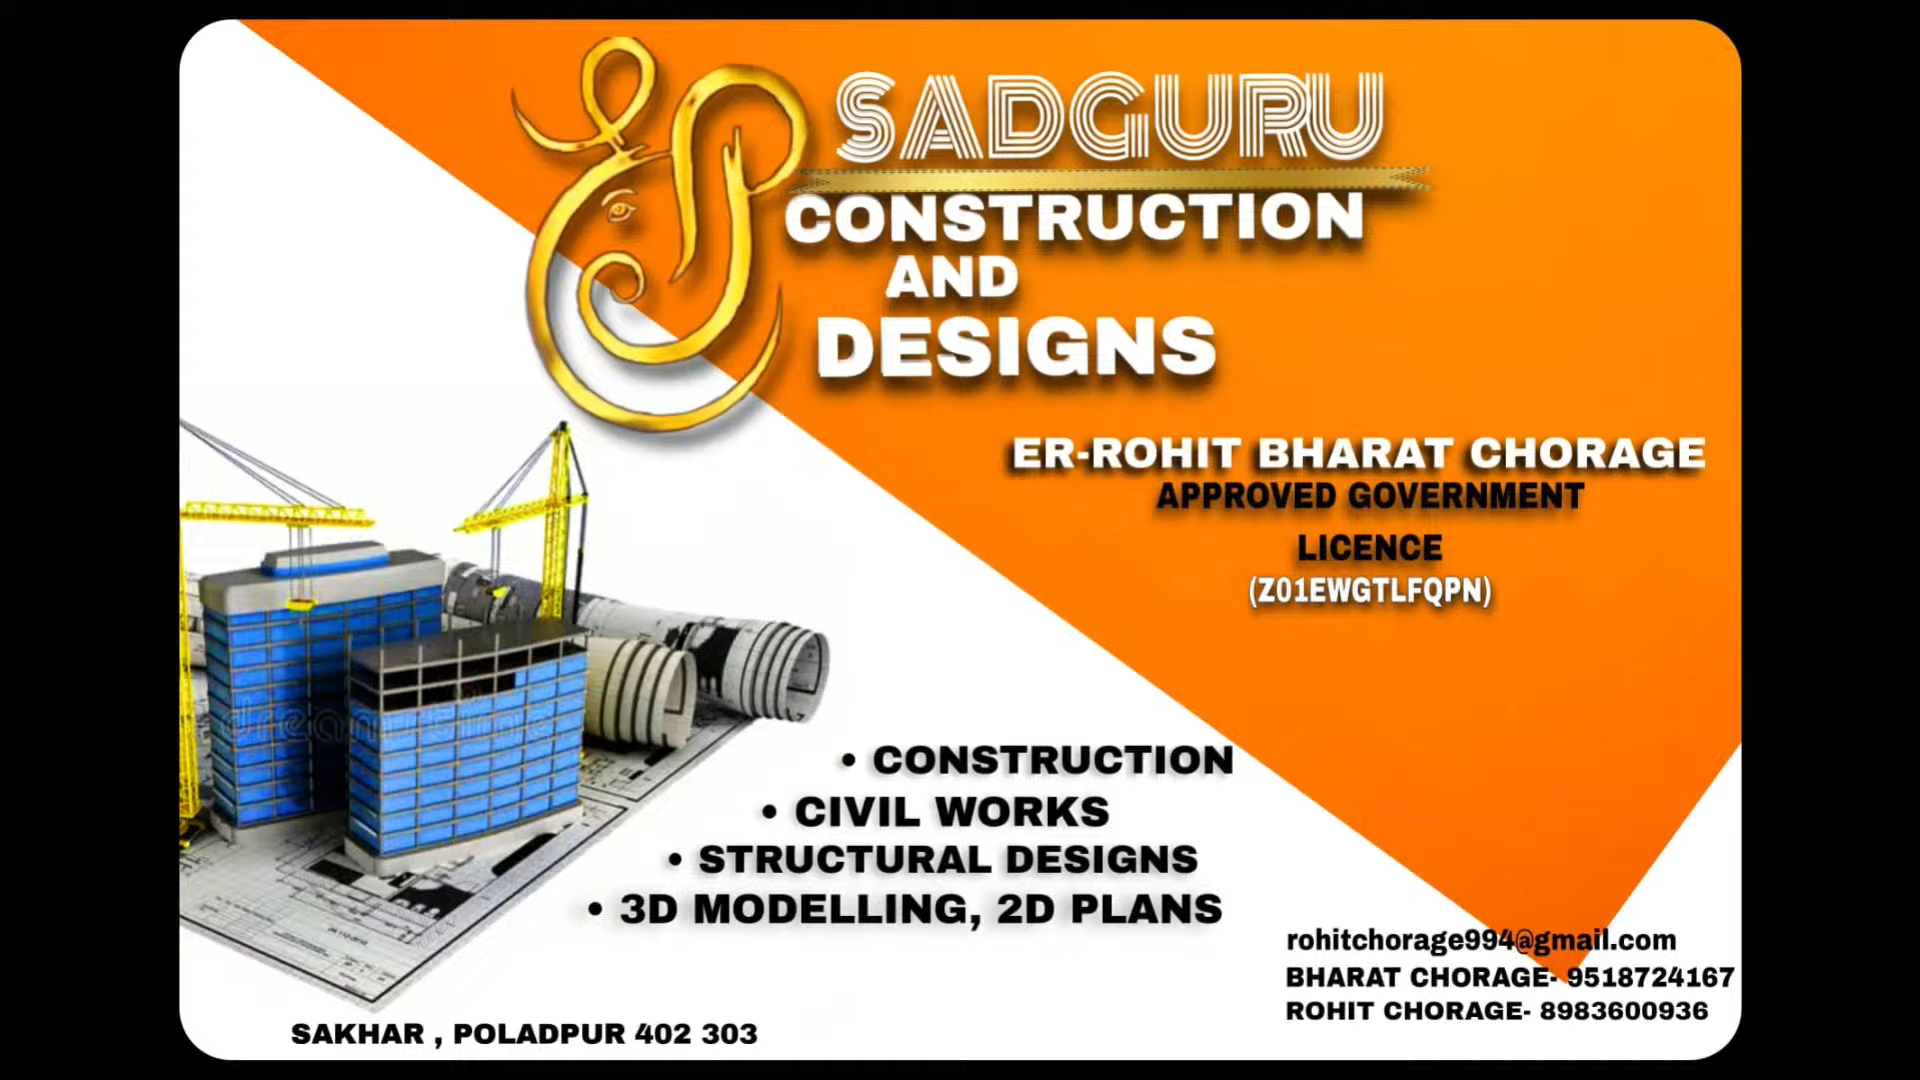 SADGURU
CONSTRUCTION
AND
DESIGNS
ER-ROHIT BHARAT CHORAGE
APPROVED GOVERNMENT
LICENCE
(Z01EWGTLFQPN)
dreamstime
• CONSTRUCTION
• CIVIL WORKS
• STRUCTURAL DESIGNS
• 3D MODELLING, 2D PLANS
rohitchorage994@gmail.com
BHARAT CHORAGE- 9518724167
ROHIT CHORAGE- 8983600936
SAKHAR , POLADPUR 402 303